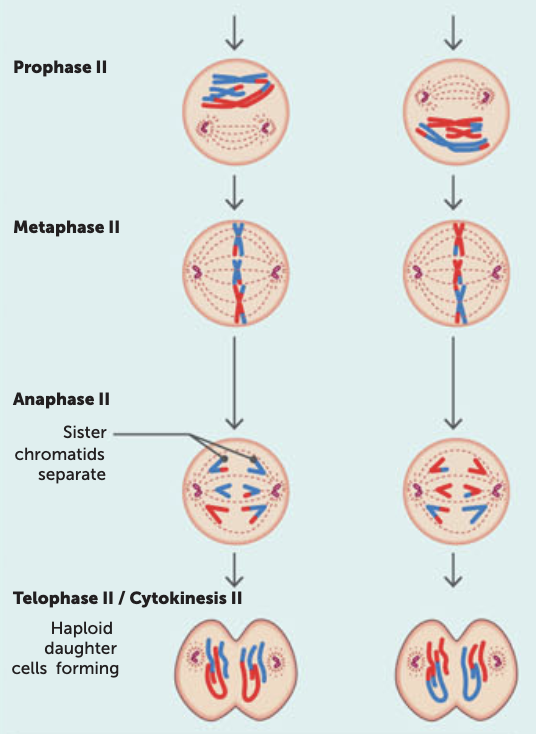 Prophase II
Metaphase II
Anaphase II
Sister
chromatids
separate
Telophase II / Cytokinesis II
Haploid
daughter
cells forming